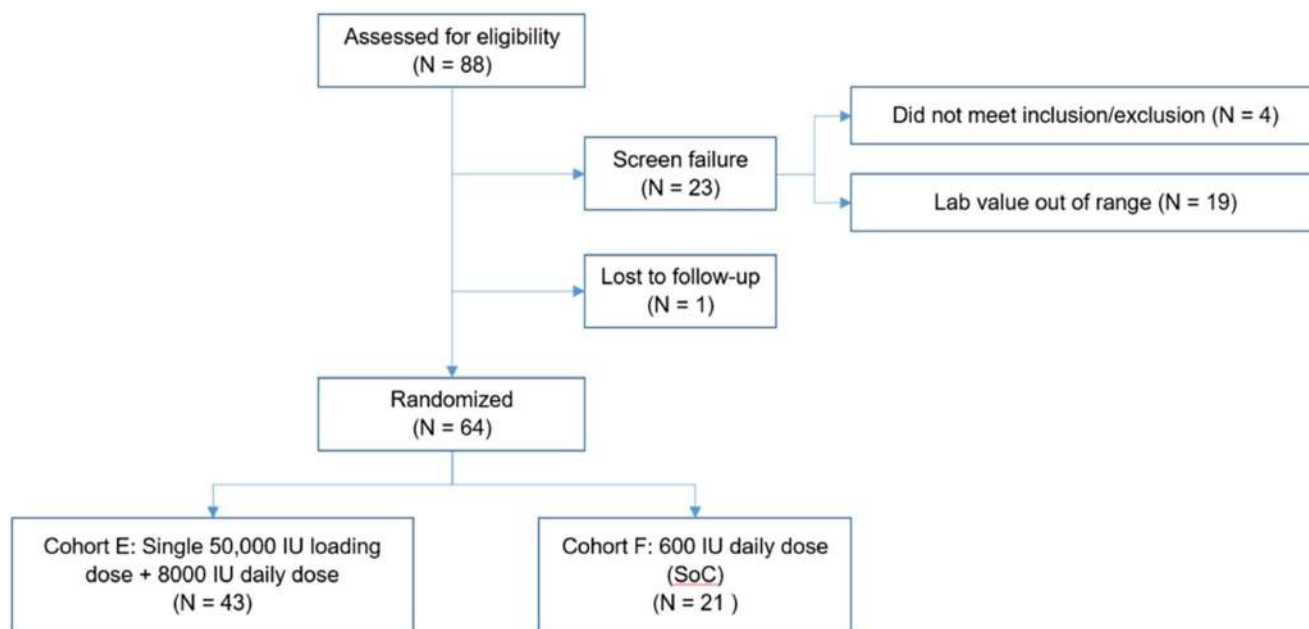 Assessed for eligibility
(N = 88)
Did not meet inclusion/exclusion (N = 4)
Screen failure
(N = 23)
Lab value out of range (N = 19)
Lost to follow-up
(N = 1)
Randomized
(N = 64)
Cohort E: Single 50,000 IU loading
dose + 8000 IU daily dose
(N = 43)
Cohort F: 600 IU daily dose
(SoC)
(N = 21 )